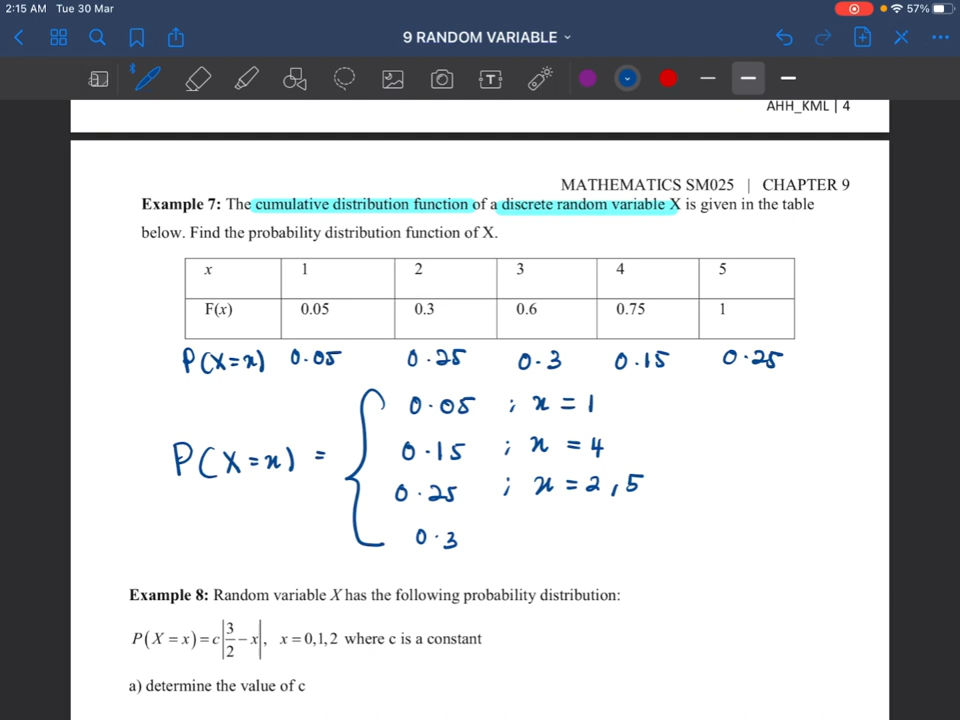 2:15 AM Tue 30 Mar
57%
9 RANDOM VARIABLE
T
AHH_KML | 4
MATHEMATICS SM025 | CHAPTER 9
Example 7: The cumulative distribution function of a discrete random variable X is given in the table
below. Find the probability distribution function of X.
x 1 2 3 4 5
F(x) 0.05 0.3 0.6 0.75 1
P(X=x) 0.05 0.25 0.3 0.15 0.25
0.05 ; x = 1
0.15 ; x = 4
P(X=x) = {
0.25 ; x = 2, 5
0.3
Example 8: Random variable X has the following probability distribution:
P(X = x) = c|3/2 − x|, x = 0,1,2 where c is a constant
a) determine the value of c